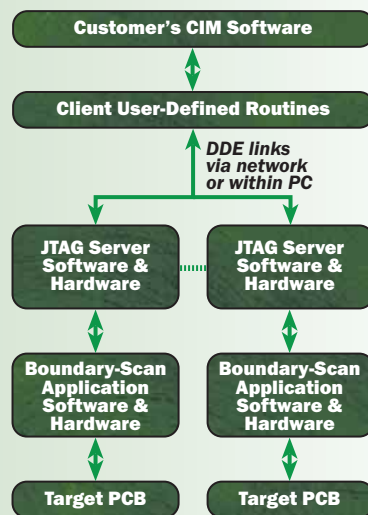 Customer's CIM Software
Client User-Defined Routines
DDE links
via network
or within PC
JTAG Server
Software &
Hardware
JTAG Server
Software &
Hardware
Boundary-Scan
Application
Software &
Hardware
Boundary-Scan
Application
Software &
Hardware
Target PCB
Target PCB